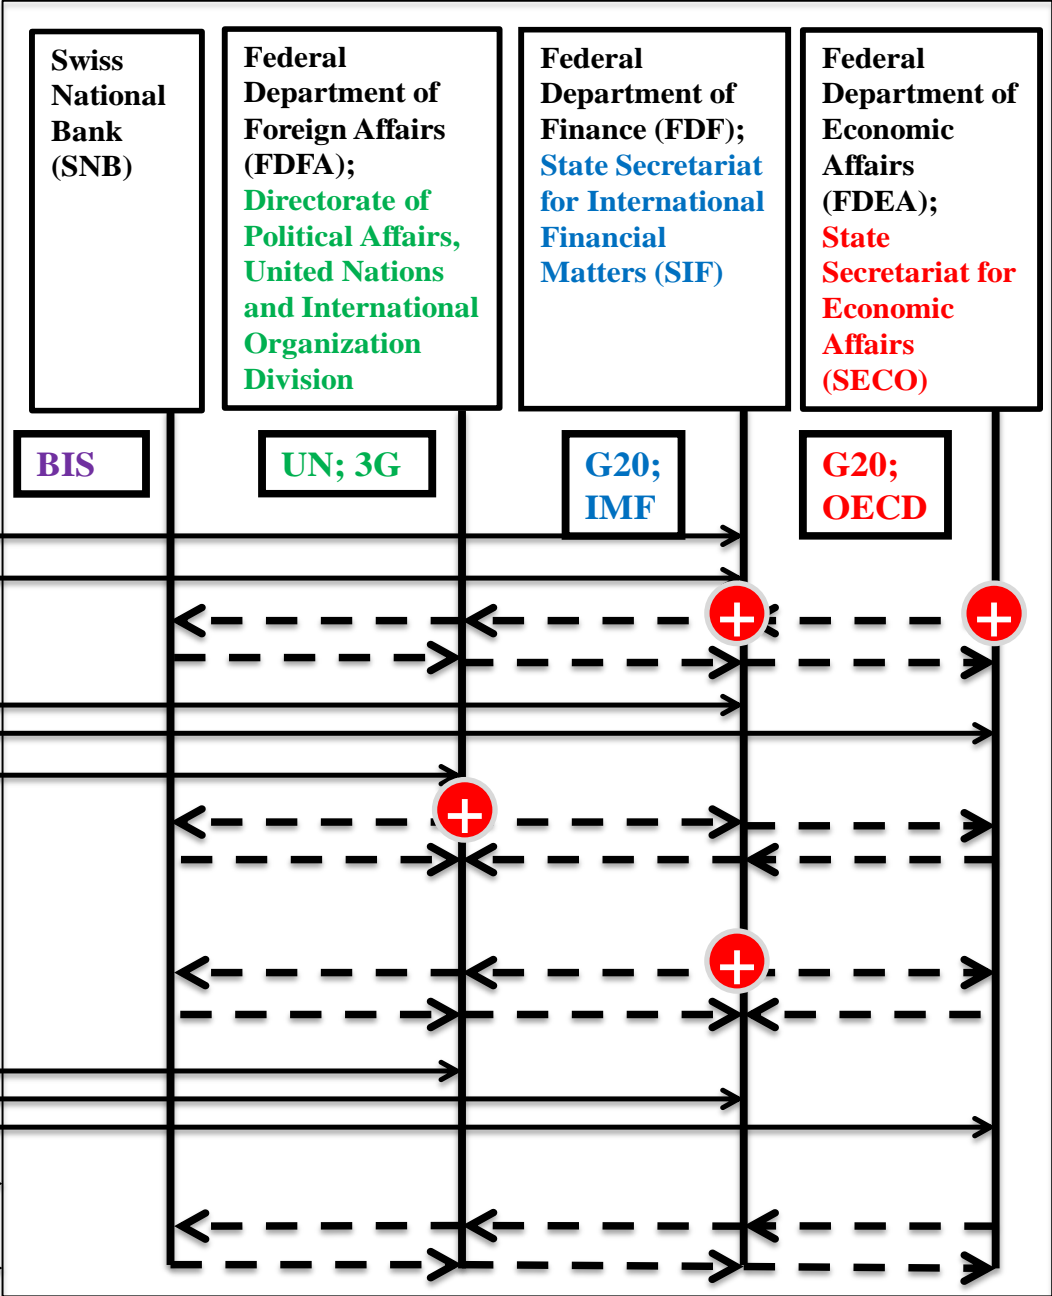 Swiss
National
Bank
(SNB)
Federal
Department of
Foreign Affairs
(FDFA);
Directorate of
Political Affairs,
United Nations
and International
Organization
Division
Federal
Department of
Finance (FDF);
State Secretariat
for International
Financial
Matters (SIF)
Federal
Department of
Economic
Affairs
(FDEA);
State
Secretariat for
Economic
Affairs
(SECO)
BIS
UN; 3G
G20;
IMF
G20;
OECD